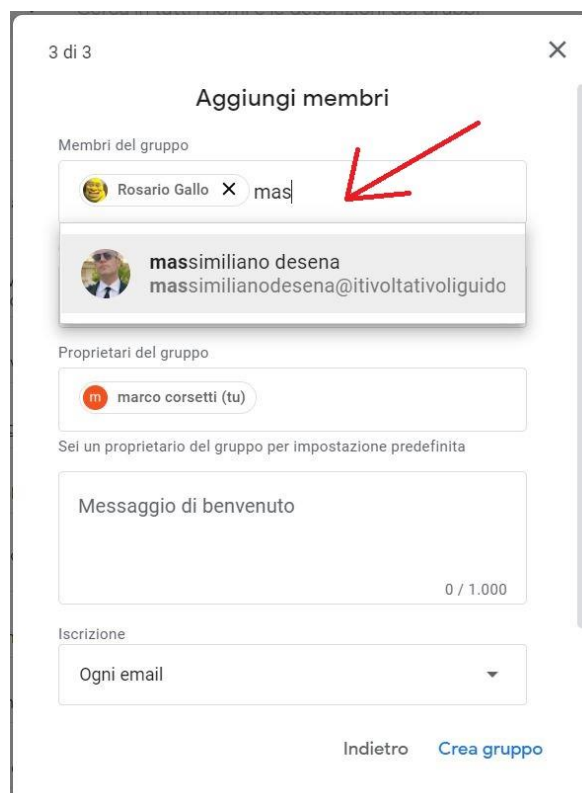 3 di 3
Aggiungi membri
Membri del gruppo
Rosario Gallo mas
massimiliano desena
massimilianodesena@itivoltativoliguido
Proprietari del gruppo
m marco corsetti (tu)
Sei un proprietario del gruppo per impostazione predefinita
Messaggio di benvenuto
0 / 1.000
Iscrizione
Ogni email
Indietro Crea gruppo